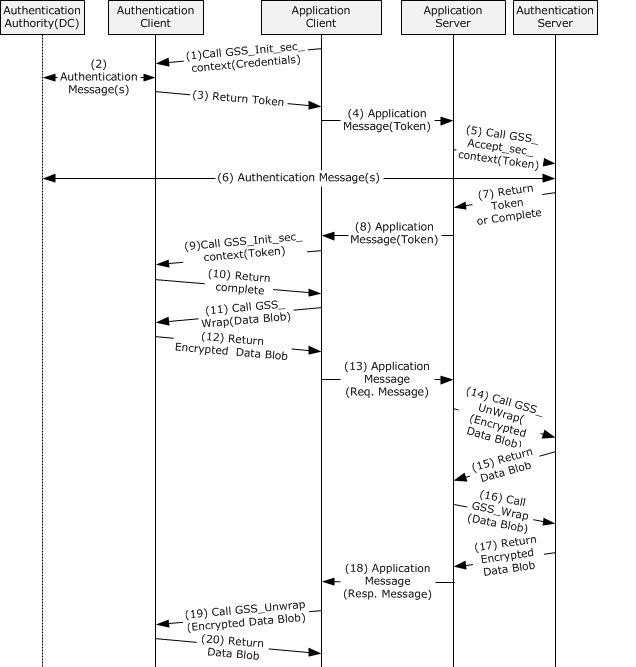 Authentication
Authority(DC)
Authentication
Client
Application
Client
Application
Server
Authentication
Server
(1)Call GSS_Init_sec_
context(Credentials)
(2)
Authentication
Message(s)
(3) Return Token
(4) Application
Message(Token)
(5) Call GSS_
Accept_sec_
context(Token)
(6) Authentication Message(s)
(7) Return
Token
or Complete
(8) Application
Message(Token)
(9)Call GSS_Init_sec_
context(Token)
(10) Return
complete
(11) Call GSS_
Wrap(Data Blob)
(12) Return
Encrypted Data Blob
(13) Application
Message
(Req. Message)
(14) Call GSS_
UnWrap(
(Encrypted
Data Blob)
(15) Return
Data Blob
(16) Call
GSS_Wrap
(Data Blob)
(17) Return
Encrypted
Data Blob
(18) Application
Message
(Resp. Message)
(19) Call GSS_Unwrap
(Encrypted Data Blob)
(20) Return
Data Blob